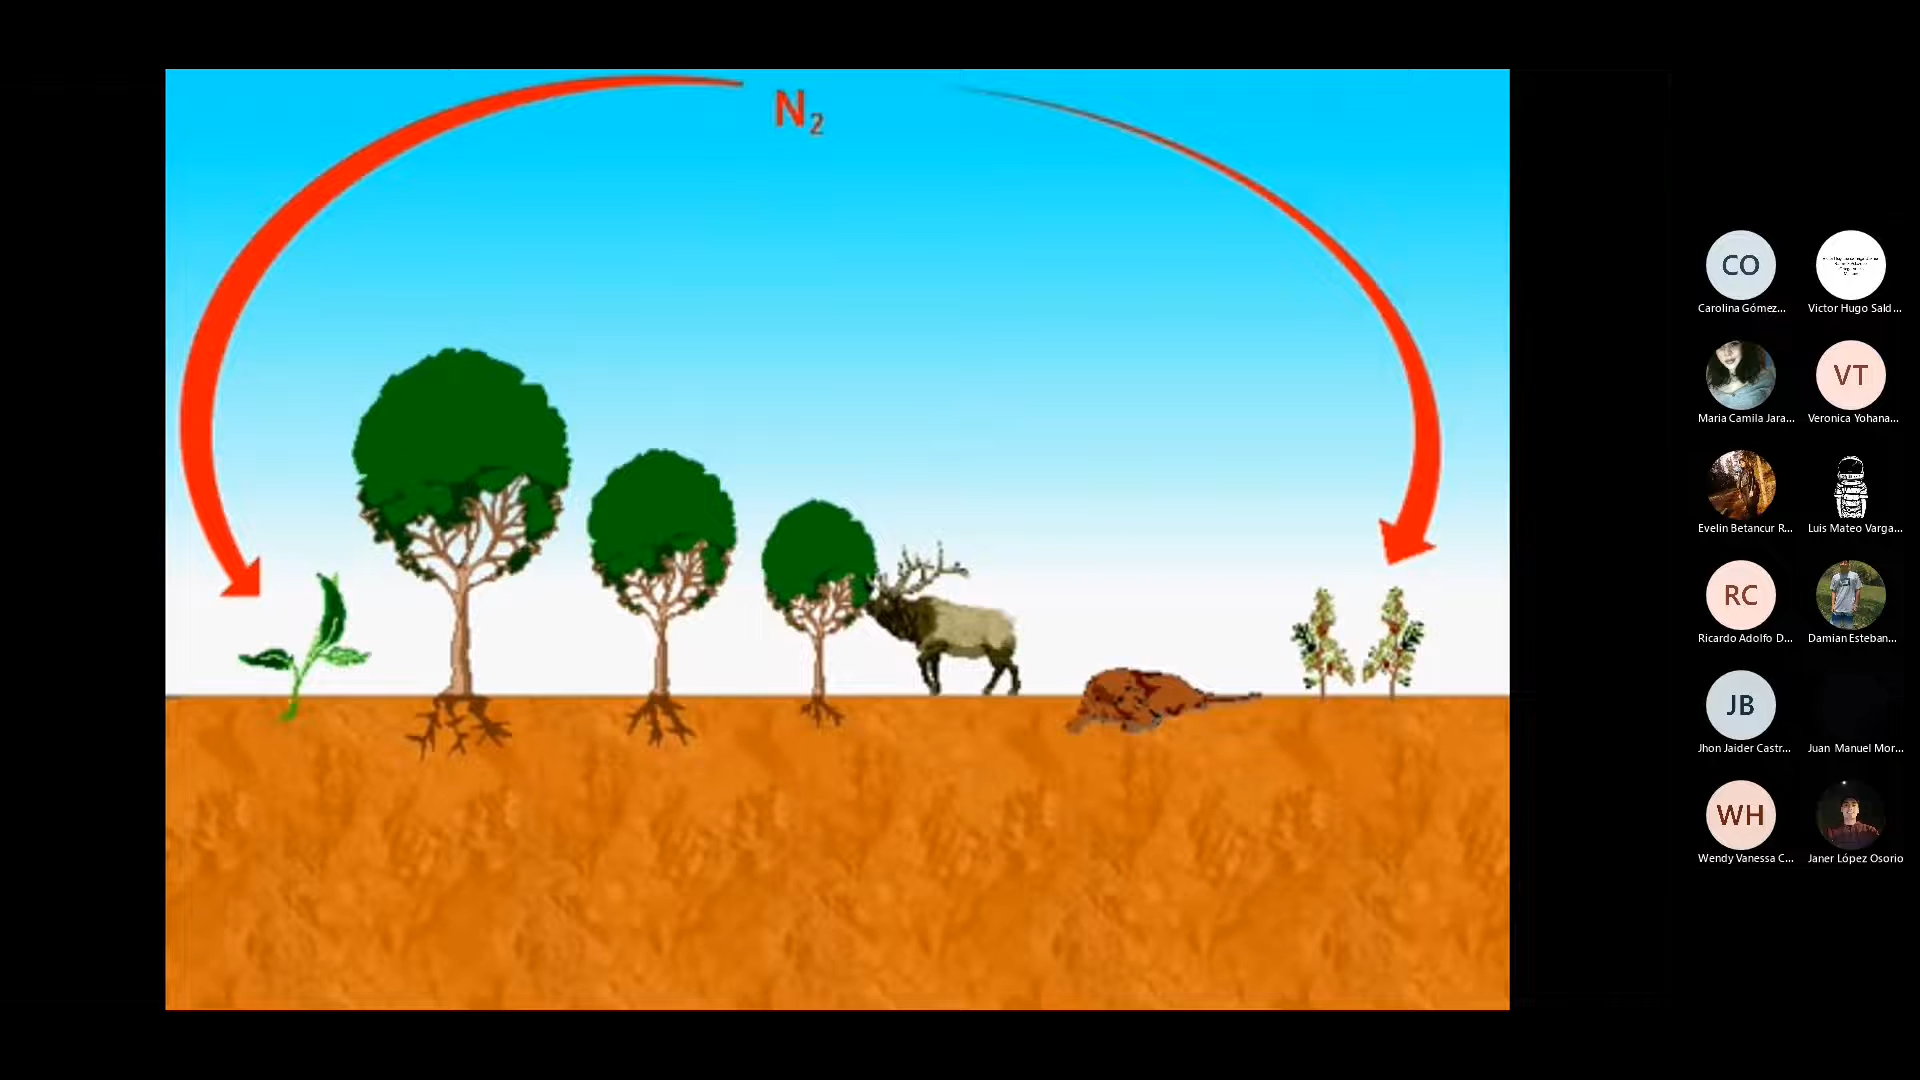 N2
CO
Carolina Gómez...
Victor Hugo Sald...
Maria Camila Jara...
VT
Veronica Yohana...
Evelin Betancur R...
Luis Mateo Varga...
RC
Ricardo Adolfo D...
Damian Esteban...
JB
Jhon Jaider Castr...
Juan Manuel Mor...
WH
Wendy Vanessa C...
Janer López Osorio